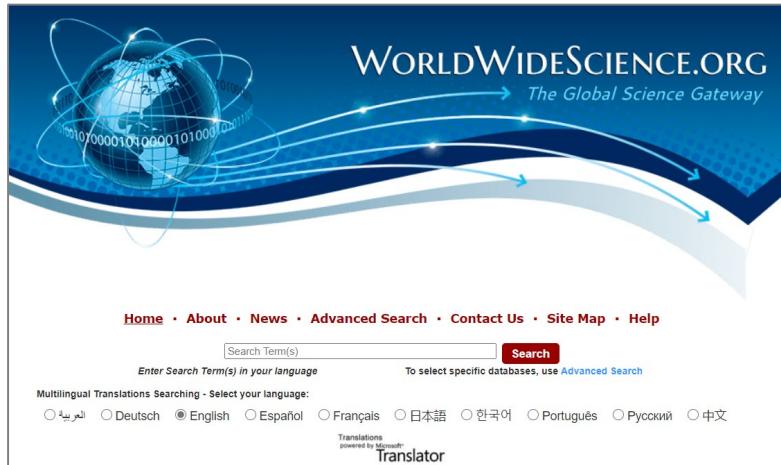 WORLDWIDESCIENCE.ORG
The Global Science Gateway
Home · About · News · Advanced Search · Contact Us · Site Map · Help
Search Term(s) Search
Enter Search Term(s) in your language To select specific databases, use Advanced Search
Multilingual Translations Searching - Select your language:
العربية Deutsch English Español Français 日本語 한국어 Português Русский 中文
Translations
powered by Microsoft®
Translator